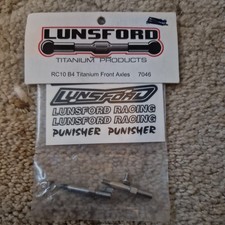 LUNSFORD
TITANIUM PRODUCTS
RC10 B4 Titanium Front Axles 7046
LUNSFORD
LUNSFORD RACING
LUNSFORD RACING
PUNISHER PUNISHER